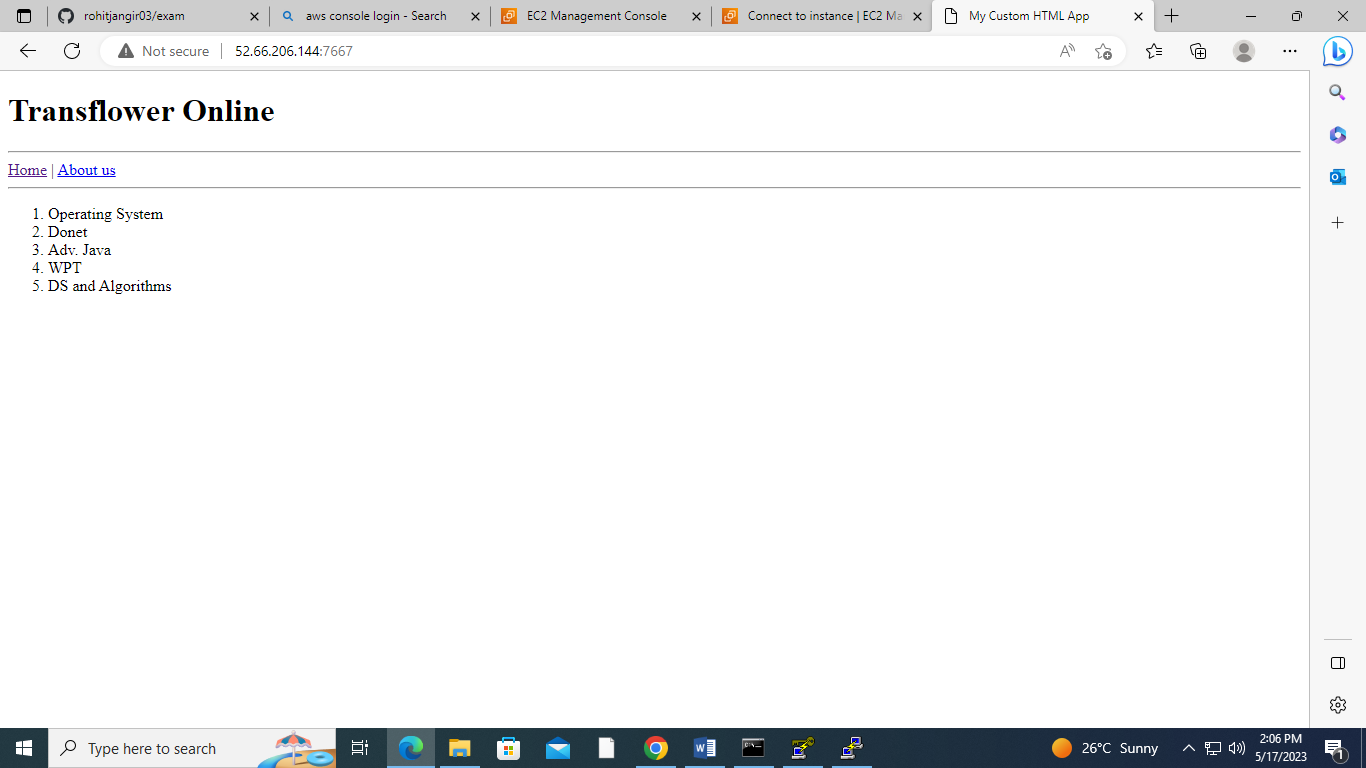 rohitjangir03/exam
aws console login - Search
EC2 Management Console
Connect to instance | EC2 Ma
My Custom HTML App
Not secure
52.66.206.144:7667
Transflower Online
Home | About us
1. Operating System
2. Donet
3. Adv. Java
4. WPT
5. DS and Algorithms
Type here to search
26°C Sunny
2:06 PM
5/17/2023
1